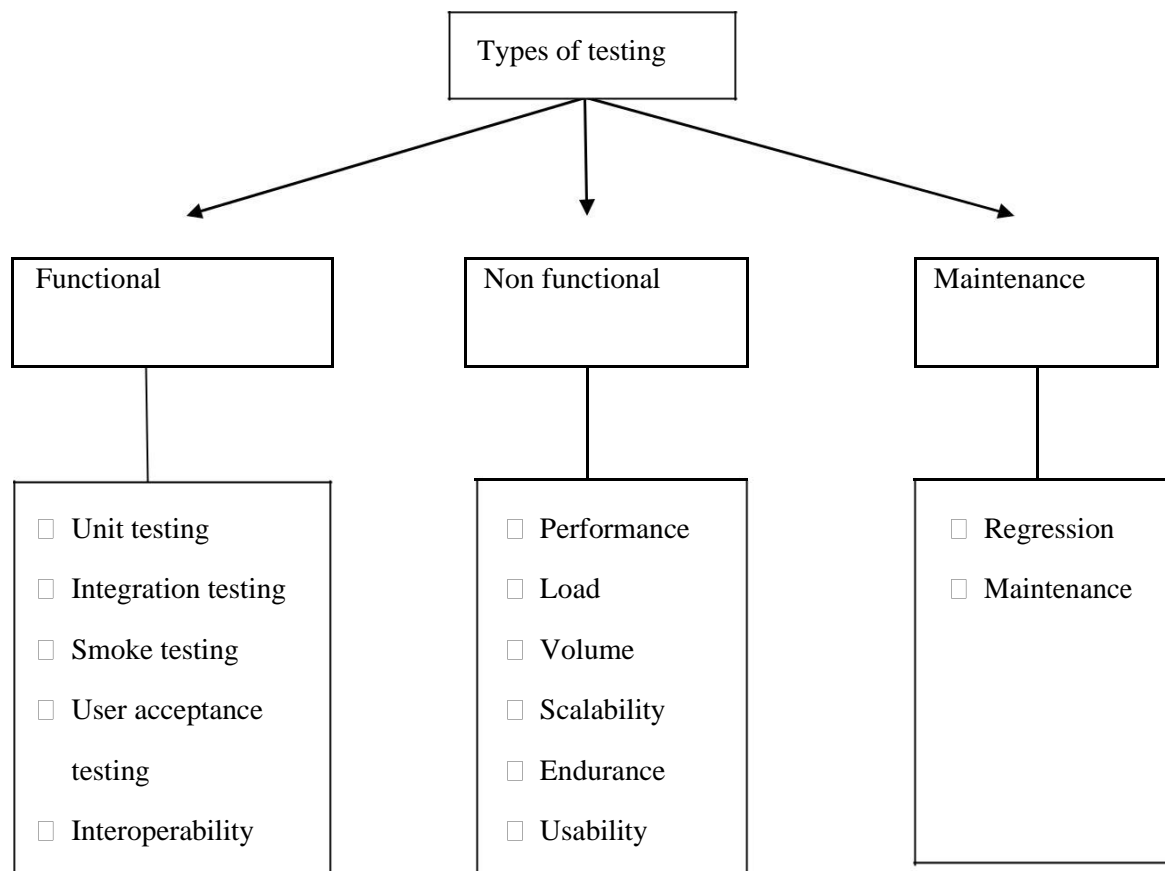 Types of testing
Functional
Non functional
Maintenance
Unit testing
Integration testing
Smoke testing
User acceptance
testing
Interoperability
Performance
Load
Volume
Scalability
Endurance
Usability
Regression
Maintenance